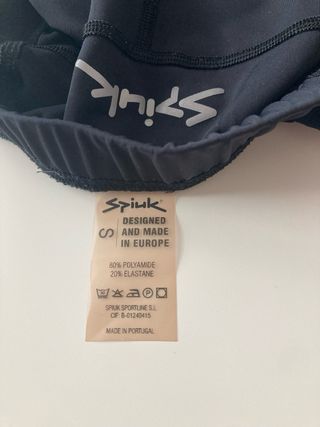 Spiuk
Spiuk
S
DESIGNED
AND MADE
IN EUROPE
80% POLYAMIDE
20% ELASTANE
SPIUK SPORTLINE S.L
CIF: B-01240415
MADE IN PORTUGAL